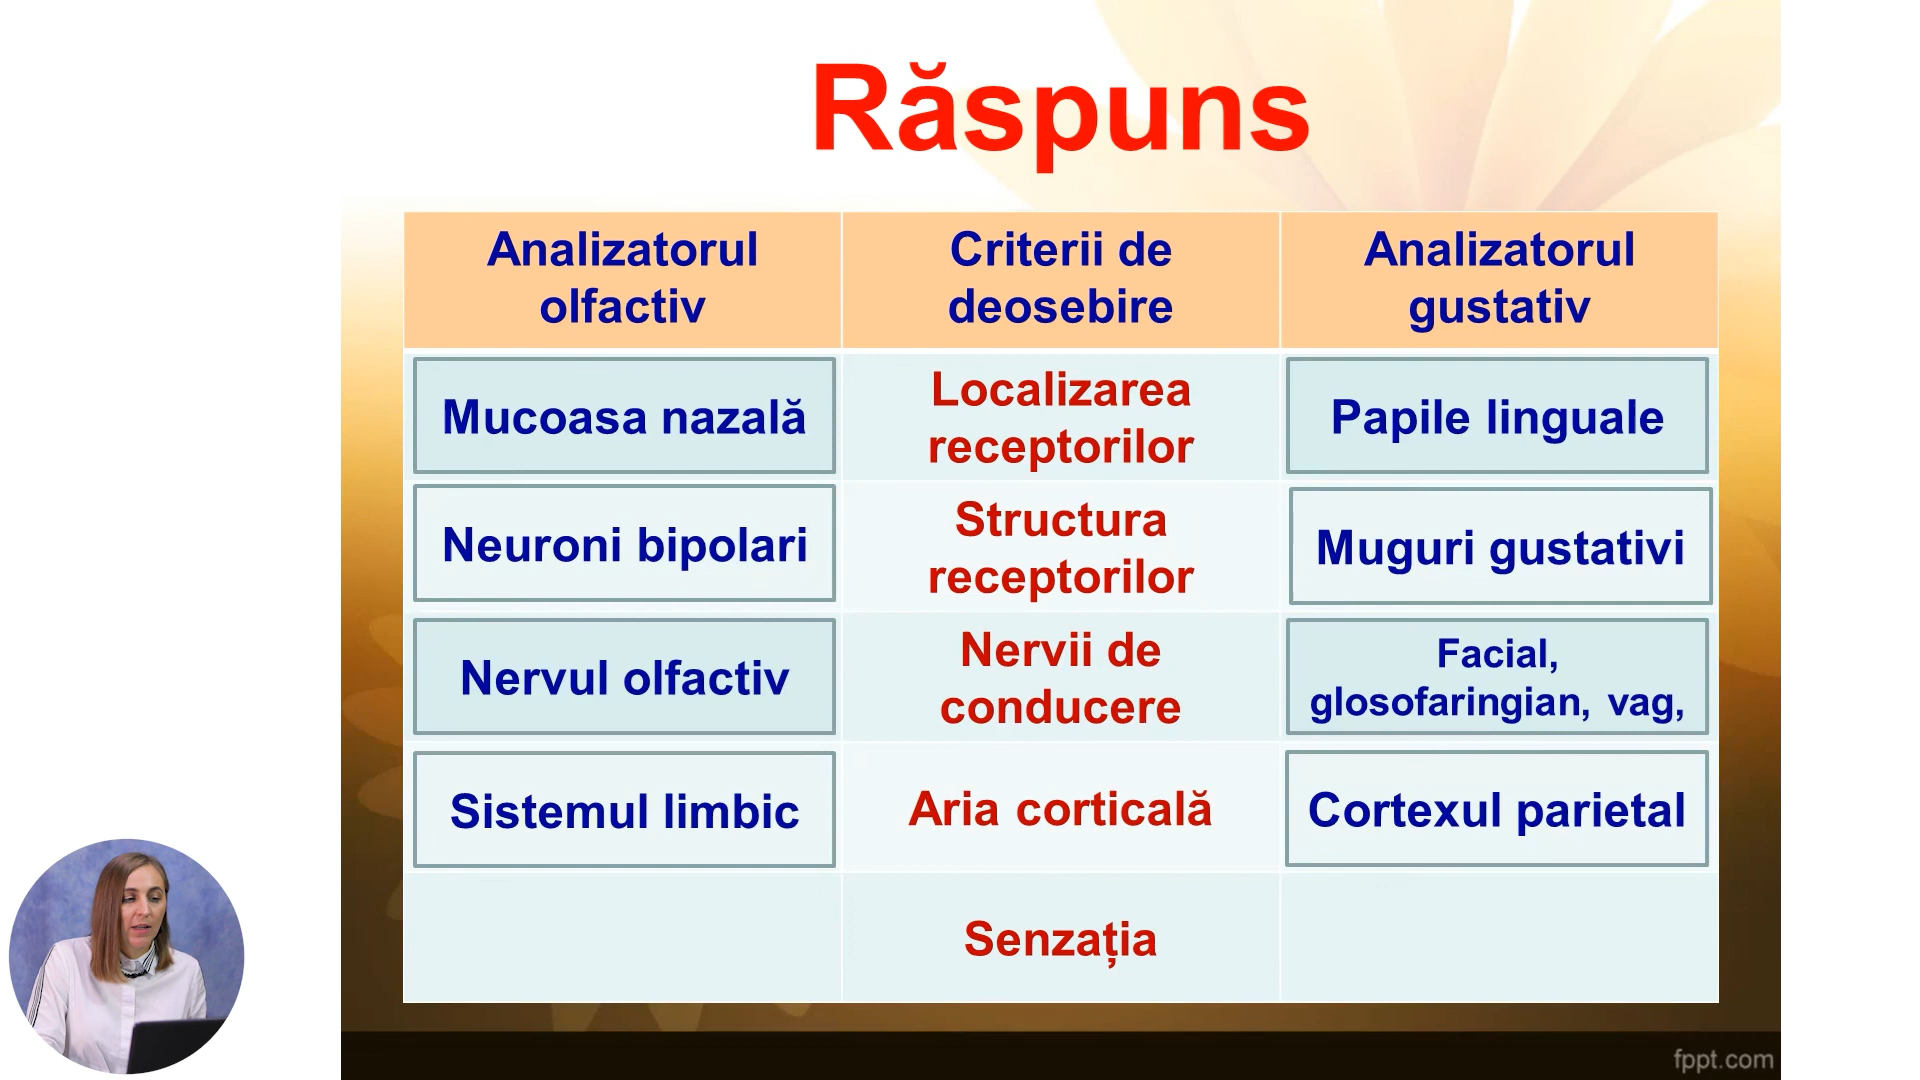 Răspuns
Analizatorul
olfactiv
Criterii de
deosebire
Analizatorul
gustativ
Mucoasa nazală
Localizarea
receptorilor
Papile linguale
Neuroni bipolari
Structura
receptorilor
Muguri gustativi
Nervul olfactiv
Nervii de
conducere
Facial,
glosofaringian, vag,
Sistemul limbic
Aria corticală
Cortexul parietal
Senzația
fppt.com